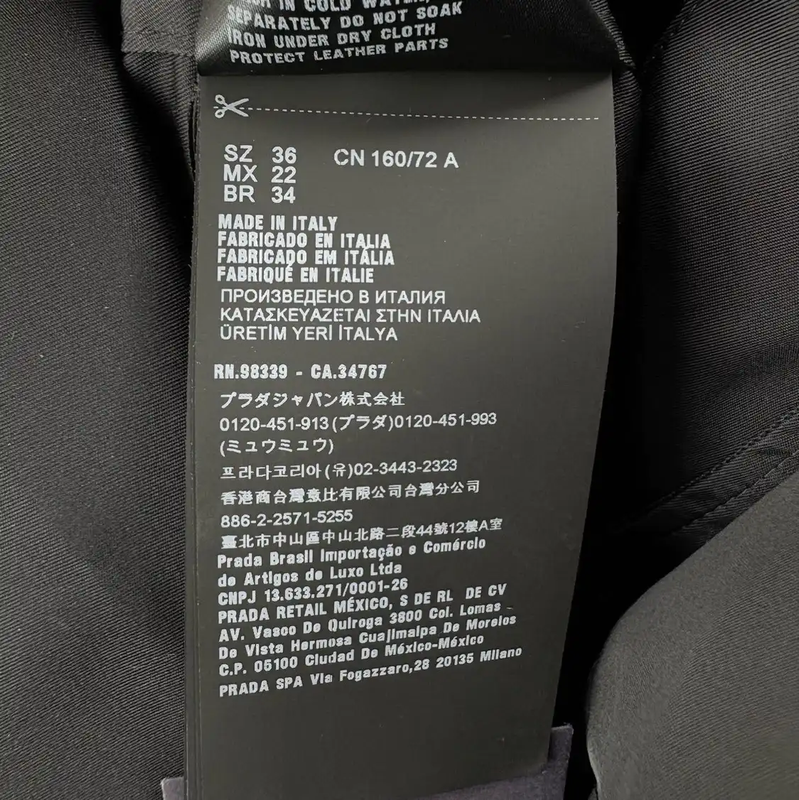 IN COLD WATER,
SEPARATELY DO NOT SOAK
IRON UNDER DRY CLOTH
PROTECT LEATHER PARTS
SZ 36 CN 160/72 A
MX 22
BR 34
MADE IN ITALY
FABRICADO EN ITALIA
FABRICADO EM ITÁLIA
FABRIQUÉ EN ITALIE
ПРОИЗВЕДЕНО В ИТАЛИЯ
ΚΑΤΑΣΚΕΥΑΖΕΤΑΙ ΣΤΗΝ ΙΤΑΛΙΑ
ÜRETİM YERİ İTALYA
RN.98339 - CA.34767
プラダジャパン株式会社
0120-451-913(プラダ)0120-451-993
(ミュウミュウ)
프라다코리아(유)02-3443-2323
香港商台灣薏比有限公司台灣分公司
886-2-2571-5255
臺北市中山區中山北路二段44號12樓A室
Prada Brasil Importação e Comércio
de Artigos de Luxo Ltda
CNPJ 13.633.271/0001-26
PRADA RETAIL MÉXICO, S DE RL DE CV
AV. Vasco De Quiroga 3800 Col. Lomas
De Vista Hermosa Cuajimalpa De Morelos
C.P. 05100 Ciudad De México-México
PRADA SPA Via Fogazzaro,28 20135 Milano